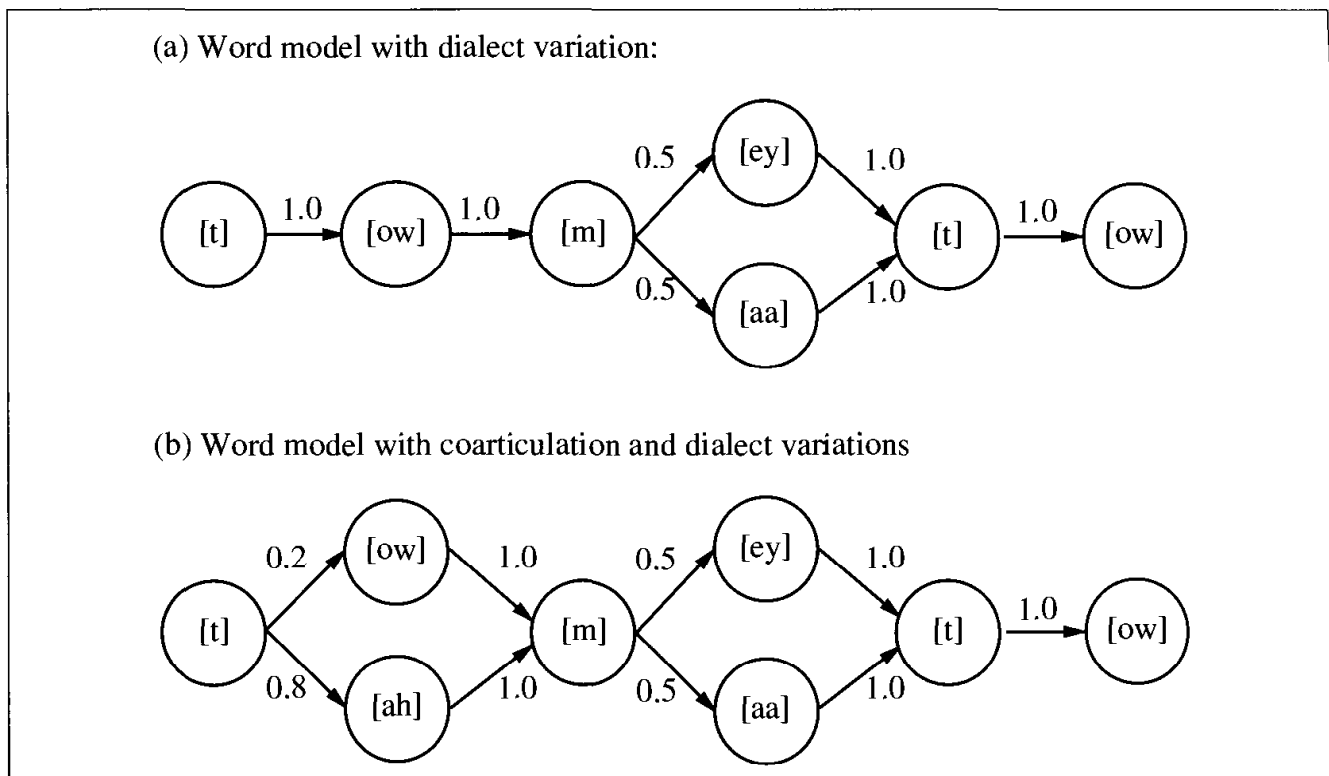 (a) Word model with dialect variation:
[ey]
0.5 1.0
[t] 1.0 [ow] 1.0 [m] [t] 1.0 [ow]
0.5 1.0
[aa]
(b) Word model with coarticulation and dialect variations
[ow] [ey]
0.2 1.0 0.5 1.0
[t] [m] [t] 1.0 [ow]
0.8 1.0 0.5 1.0
[ah] [aa]